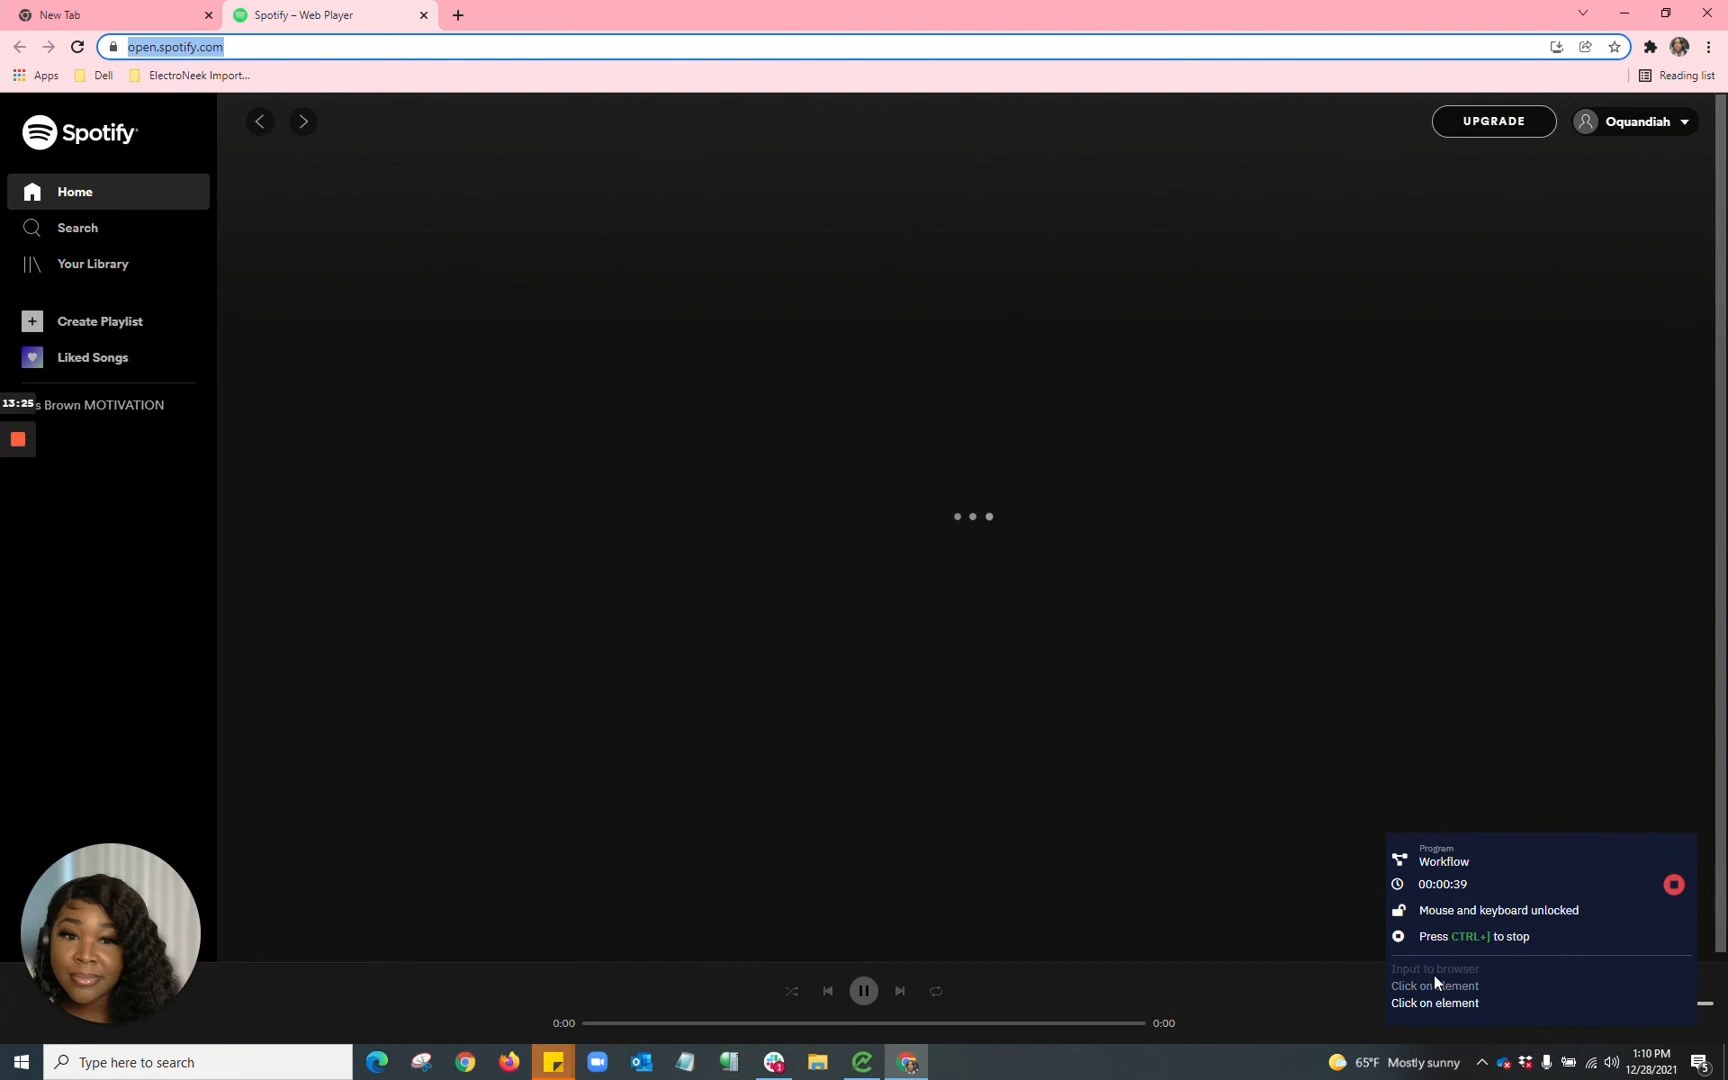 New Tab
Spotify – Web Player
open.spotify.com
Apps
Dell
ElectroNeek Import...
Reading list
Spotify
UPGRADE
Oquandiah
Home
Search
Your Library
Create Playlist
Liked Songs
13:25
s Brown MOTIVATION
Program
Workflow
00:00:39
Mouse and keyboard unlocked
Press CTRL+] to stop
Input to browser
Click on element
Click on element
0:00
0:00
Type here to search
65°F Mostly sunny
1:10 PM
12/28/2021
5